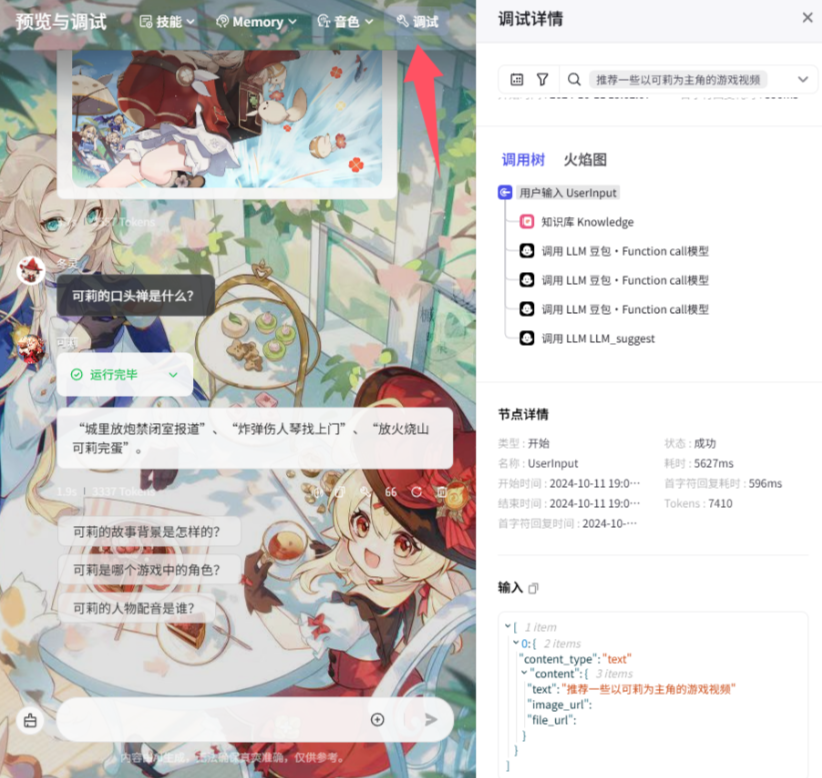 预览与调试
技能
Memory
音色
调试
3337 Tokens
可莉的口头禅是什么？
可莉
运行完毕
“城里放炮禁闭室报道”、“炸弹伤人琴找上门”、“放火烧山
可莉完蛋”。
1.9s | 3337 Tokens
66
可莉的故事背景是怎样的？
可莉是哪个游戏中的角色？
可莉的人物配音是谁？
内容由AI生成，无法确保真实准确，仅供参考。
调试详情
推荐一些以可莉为主角的游戏视频
调用树
火焰图
用户输入 UserInput
知识库 Knowledge
调用 LLM 豆包・Function call模型
调用 LLM 豆包・Function call模型
调用 LLM 豆包・Function call模型
调用 LLM LLM_suggest
节点详情
类型：开始
状态：成功
名称：UserInput
耗时：5627ms
开始时间：2024-10-11 19:0···
首字符回复耗时：596ms
结束时间：2024-10-11 19:0···
Tokens：7410
首字符回复时间：2024-10-···
输入
[ 1 item
0:{ 2 items
"content_type":"text"
"content":{ 3 items
"text":"推荐一些以可莉为主角的游戏视频"
"image_url":
"file_url":
}
}
]